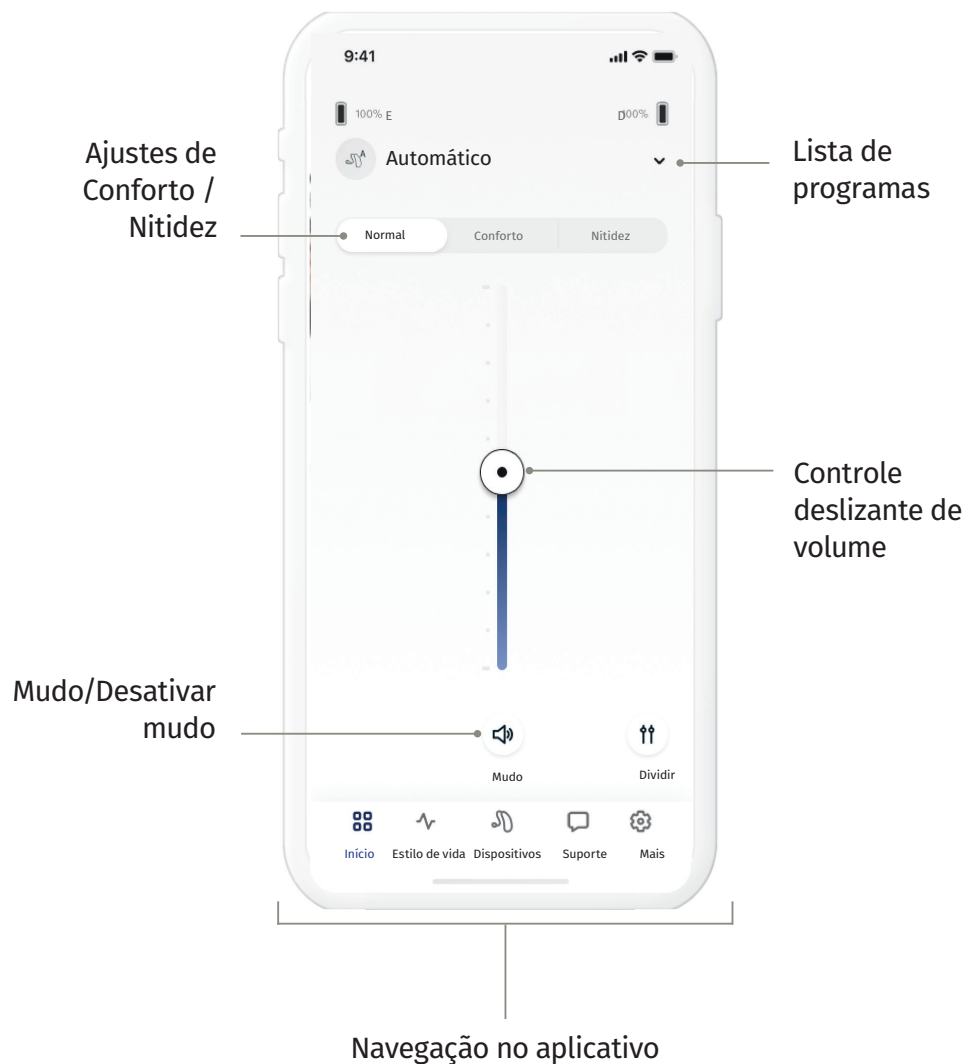 9:41
100% E
D 100%
Automático
Ajustes de
Conforto /
Nitidez
Lista de
programas
Normal Conforto Nitidez
Controle
deslizante de
volume
Mudo/Desativar
mudo
Mudo
Dividir
Início Estilo de vida Dispositivos Suporte Mais
Navegação no aplicativo